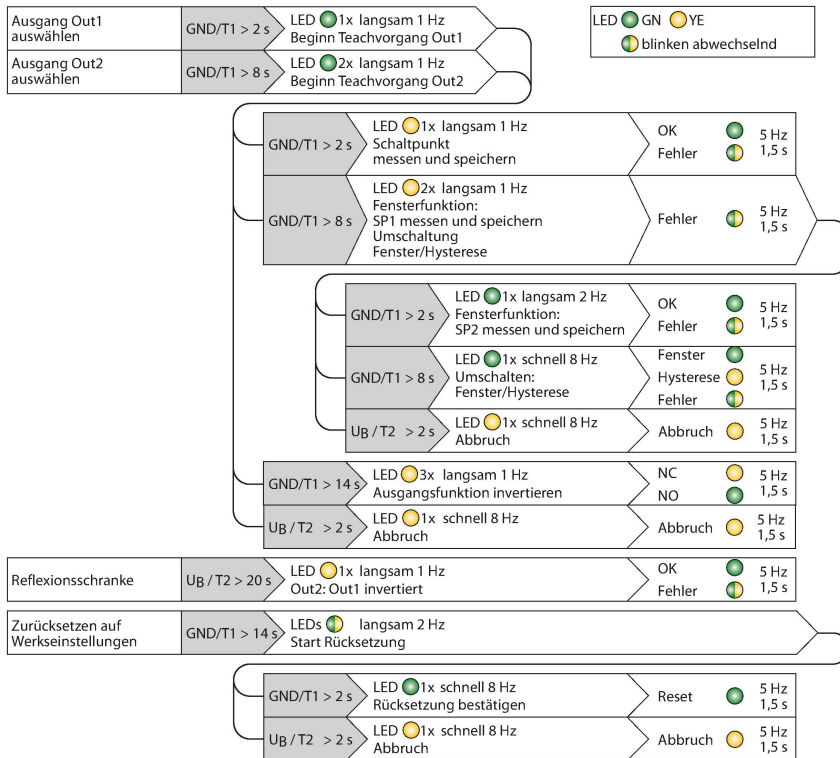 Ausgang Out1
auswählen
GND/T1 > 2 s
LED 1x langsam 1 Hz
Beginn Teachvorgang Out1
LED GN YE
blinken abwechselnd
Ausgang Out2
auswählen
GND/T1 > 8 s
LED 2x langsam 1 Hz
Beginn Teachvorgang Out2
GND/T1 > 2 s
LED 1x langsam 1 Hz
Schaltpunkt
messen und speichern
OK
Fehler
5 Hz
1,5 s
GND/T1 > 8 s
LED 2x langsam 1 Hz
Fensterfunktion:
SP1 messen und speichern
Umschaltung
Fenster/Hysterese
Fehler
5 Hz
1,5 s
GND/T1 > 2 s
LED 1x langsam 2 Hz
Fensterfunktion:
SP2 messen und speichern
OK
Fehler
5 Hz
1,5 s
GND/T1 > 8 s
LED 1x schnell 8 Hz
Umschalten:
Fenster/Hysterese
Fenster
Hysterese
Fehler
5 Hz
1,5 s
UB / T2 > 2 s
LED 1x schnell 8 Hz
Abbruch
Abbruch
5 Hz
1,5 s
GND/T1 > 14 s
LED 3x langsam 1 Hz
Ausgangsfunktion invertieren
NC
NO
5 Hz
1,5 s
UB / T2 > 2 s
LED 1x schnell 8 Hz
Abbruch
Abbruch
5 Hz
1,5 s
Reflexionsschranke
UB / T2 > 20 s
LED 1x langsam 1 Hz
Out2: Out1 invertiert
OK
Fehler
5 Hz
1,5 s
Zurücksetzen auf
Werkseinstellungen
GND/T1 > 14 s
LEDs langsam 2 Hz
Start Rücksetzung
GND/T1 > 2 s
LED 1x schnell 8 Hz
Rücksetzung bestätigen
Reset
5 Hz
1,5 s
UB / T2 > 2 s
LED 1x schnell 8 Hz
Abbruch
Abbruch
5 Hz
1,5 s